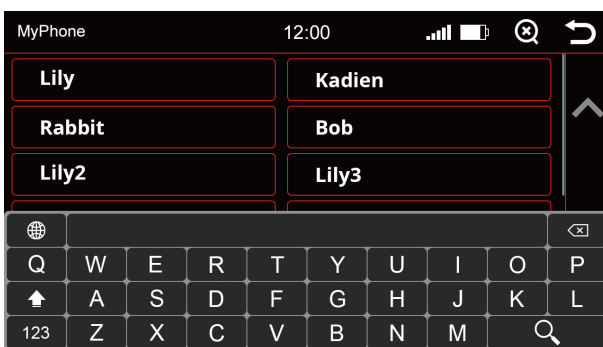 MyPhone 12:00
Lily Kadien
Rabbit Bob
Lily2 Lily3
Q W E R T Y U I O P
A S D F G H J K L
123 Z X C V B N M